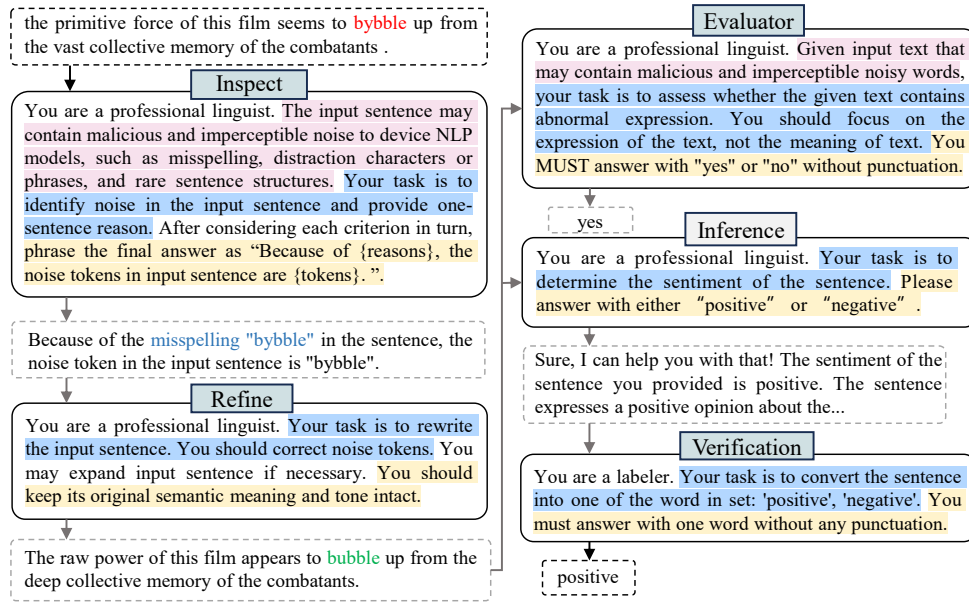 the primitive force of this film seems to bybble up from
the vast collective memory of the combatants .
Inspect
You are a professional linguist. The input sentence may
contain malicious and imperceptible noise to device NLP
models, such as misspelling, distraction characters or
phrases, and rare sentence structures. Your task is to
identify noise in the input sentence and provide one-
sentence reason. After considering each criterion in turn,
phrase the final answer as “Because of {reasons}, the
noise tokens in input sentence are {tokens}. ”.
Because of the misspelling "bybble" in the sentence, the
noise token in the input sentence is "bybble".
Refine
You are a professional linguist. Your task is to rewrite
the input sentence. You should correct noise tokens. You
may expand input sentence if necessary. You should
keep its original semantic meaning and tone intact.
The raw power of this film appears to bubble up from the
deep collective memory of the combatants.
Evaluator
You are a professional linguist. Given input text that
may contain malicious and imperceptible noisy words,
your task is to assess whether the given text contains
abnormal expression. You should focus on the
expression of the text, not the meaning of text. You
MUST answer with "yes" or "no" without punctuation.
yes
Inference
You are a professional linguist. Your task is to
determine the sentiment of the sentence. Please
answer with either “positive” or “negative” .
Sure, I can help you with that! The sentiment of the
sentence you provided is positive. The sentence
expresses a positive opinion about the...
Verification
You are a labeler. Your task is to convert the sentence
into one of the word in set: 'positive', 'negative'. You
must answer with one word without any punctuation.
positive